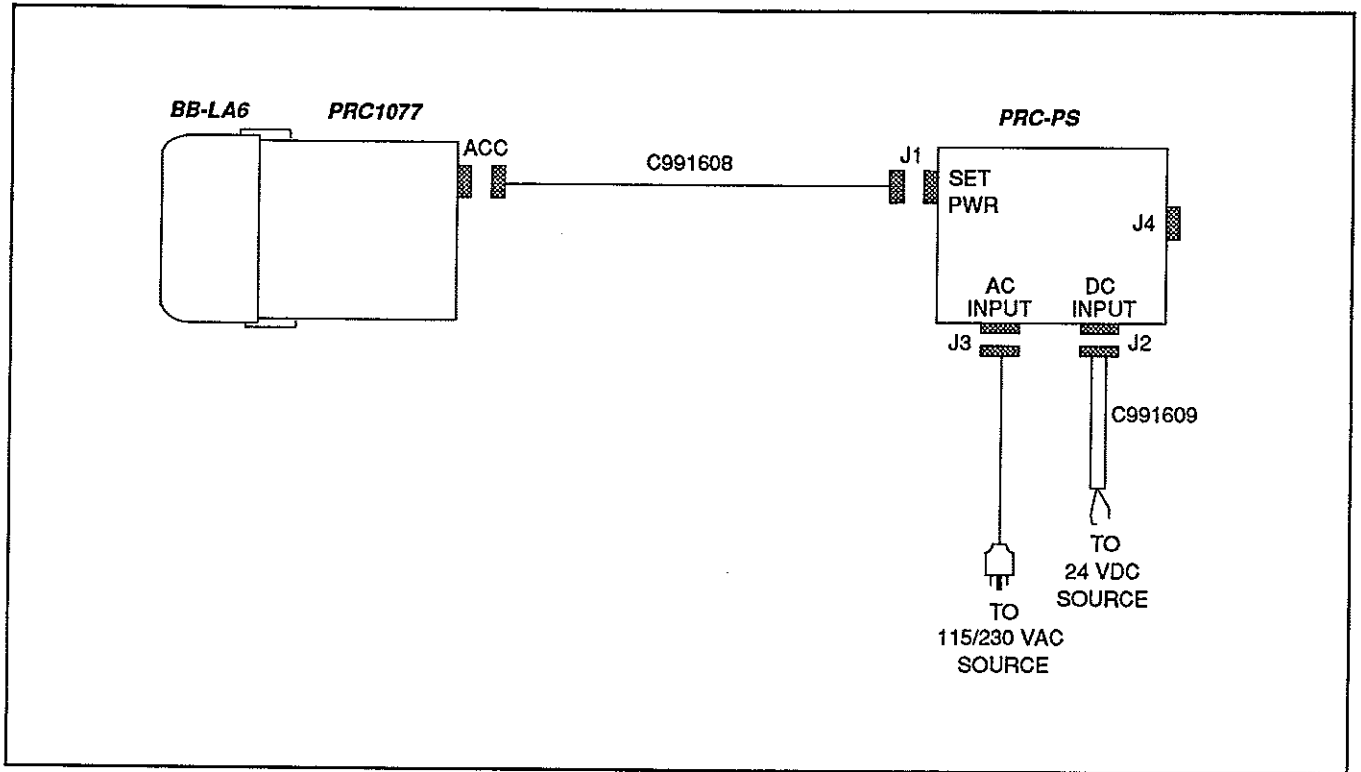 BB-LA6
PRC1077
PRC-PS
ACC
C991608
J1
SET
PWR
J4
AC
INPUT
DC
INPUT
J3
J2
C991609
TO
24 VDC
SOURCE
TO
115/230 VAC
SOURCE